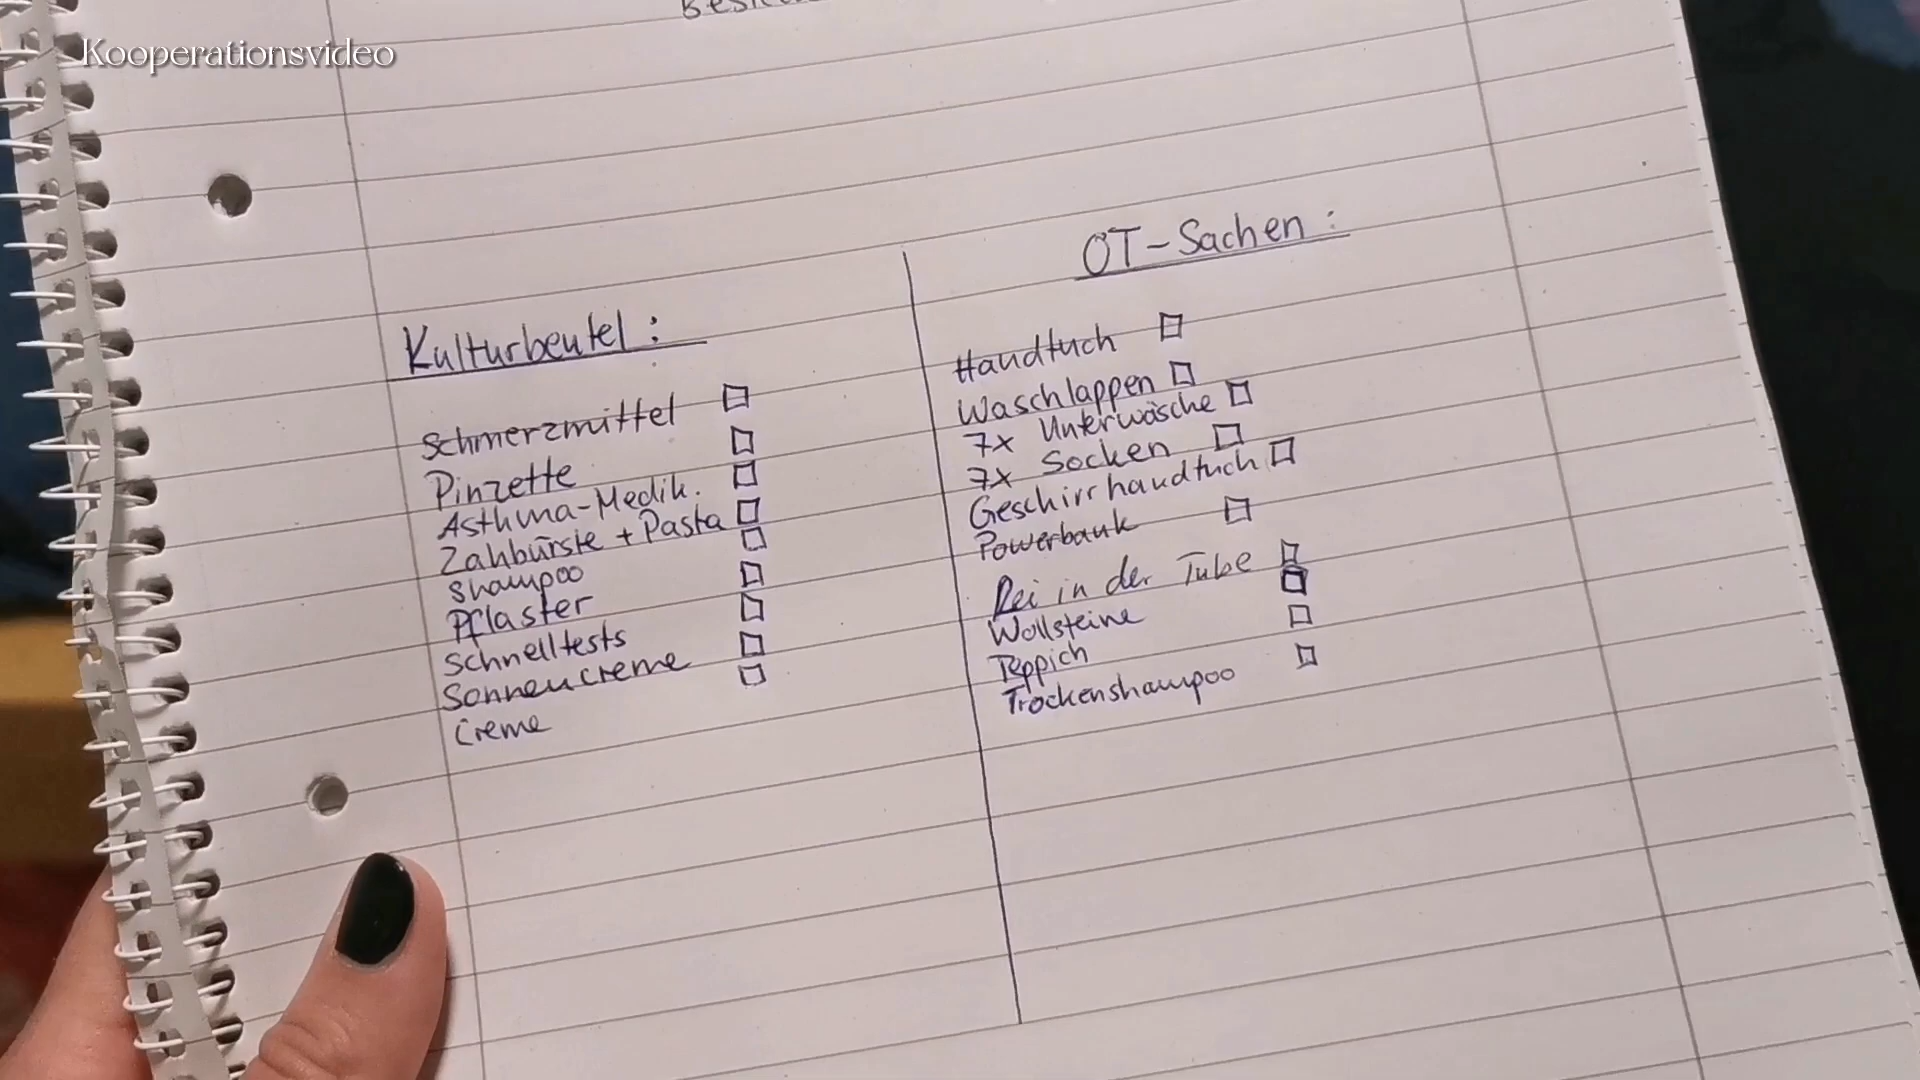 Kooperationsvideo
Kulturbeutel:
Schmerzmittel
Pinzette
Asthma-Medik.
Zahbürste + Pasta
Shampoo
Pflaster
Schnelltests
Sonnencreme
Creme
OT-Sachen:
Handtuch
Waschlappen
7x Unterwäsche
7x Socken
Geschirrhandtuch
Powerbank
Rei in der Tube
Wollsteine
Teppich
Trockenshampoo